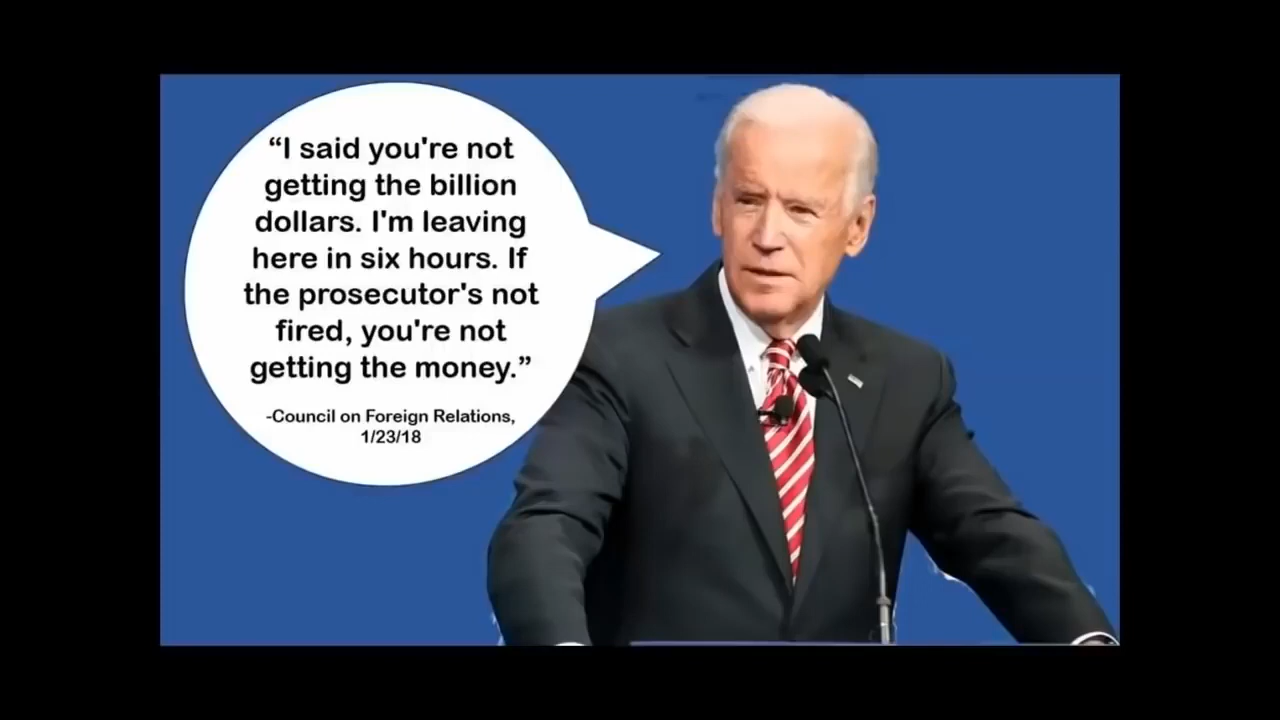 “I said you're not
getting the billion
dollars. I'm leaving
here in six hours. If
the prosecutor's not
fired, you're not
getting the money.”
-Council on Foreign Relations,
1/23/18